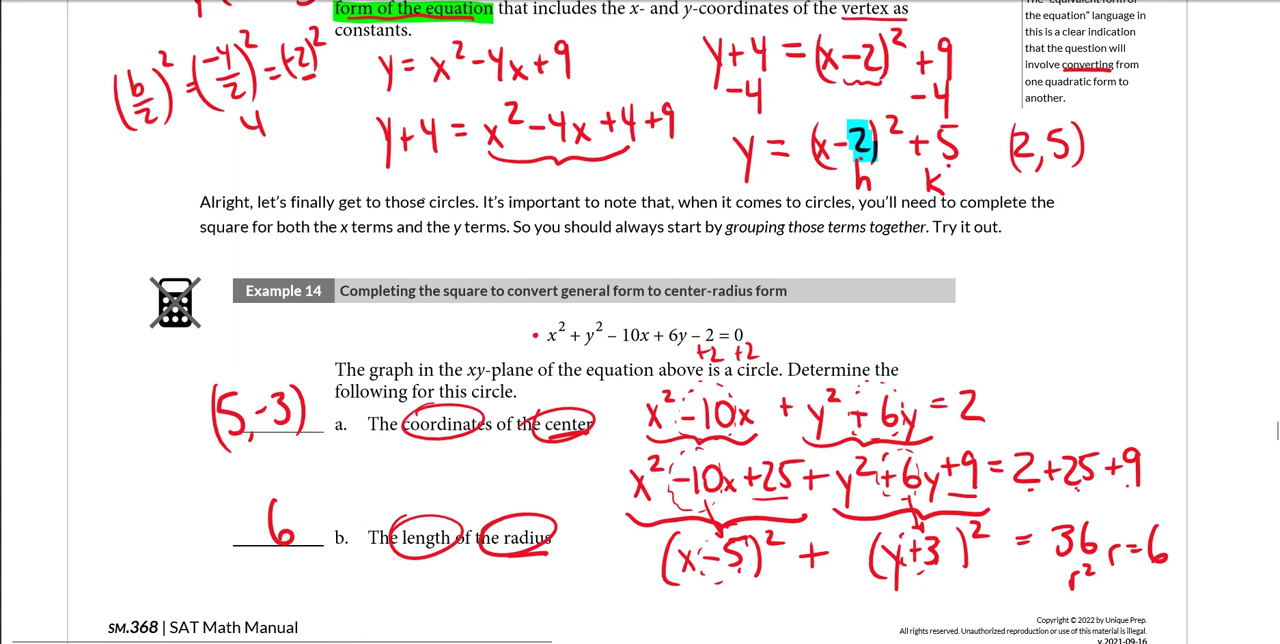 form of the equation that includes the x- and y-coordinates of the vertex as
constants.
the equation” language in
this is a clear indication
that the question will
involve converting from
one quadratic form to
another.
(b/2)² = (-4/2)² = (-2)²
4
y = x² - 4x + 9
y + 4 = x² - 4x + 4 + 9
y + 4 = (x - 2)² + 9
-4 -4
y = (x - 2)² + 5 (2, 5)
h k
Alright, let’s finally get to those circles. It’s important to note that, when it comes to circles, you’ll need to complete the
square for both the x terms and the y terms. So you should always start by grouping those terms together. Try it out.
Example 14 Completing the square to convert general form to center-radius form
x² + y² − 10x + 6y − 2 = 0
+2 +2
The graph in the xy-plane of the equation above is a circle. Determine the
following for this circle.
(5, -3) a. The coordinates of the center
x² - 10x + y² + 6y = 2
x² - 10x + 25 + y² + 6y + 9 = 2 + 25 + 9
6 b. The length of the radius
(x - 5)² + (y + 3)² = 36 r = 6
r²
SM.368 | SAT Math Manual
Copyright © 2022 by Unique Prep.
All rights reserved. Unauthorized reproduction or use of this material is illegal.
v.2021-09-16